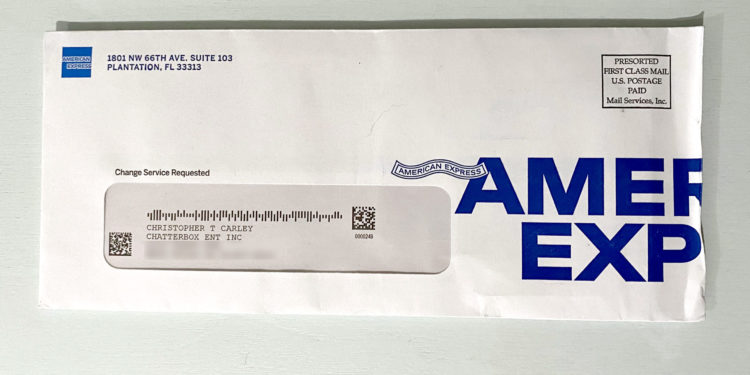 AMERICAN
EXPRESS
1801 NW 66TH AVE. SUITE 103
PLANTATION, FL 33313
PRESORTED
FIRST CLASS MAIL
U.S. POSTAGE
PAID
Mail Services, Inc.
Change Service Requested
AMERICAN EXPRESS
AMER
EXP
CHRISTOPHER T CARLEY
CHATTERBOX ENT INC
0000249